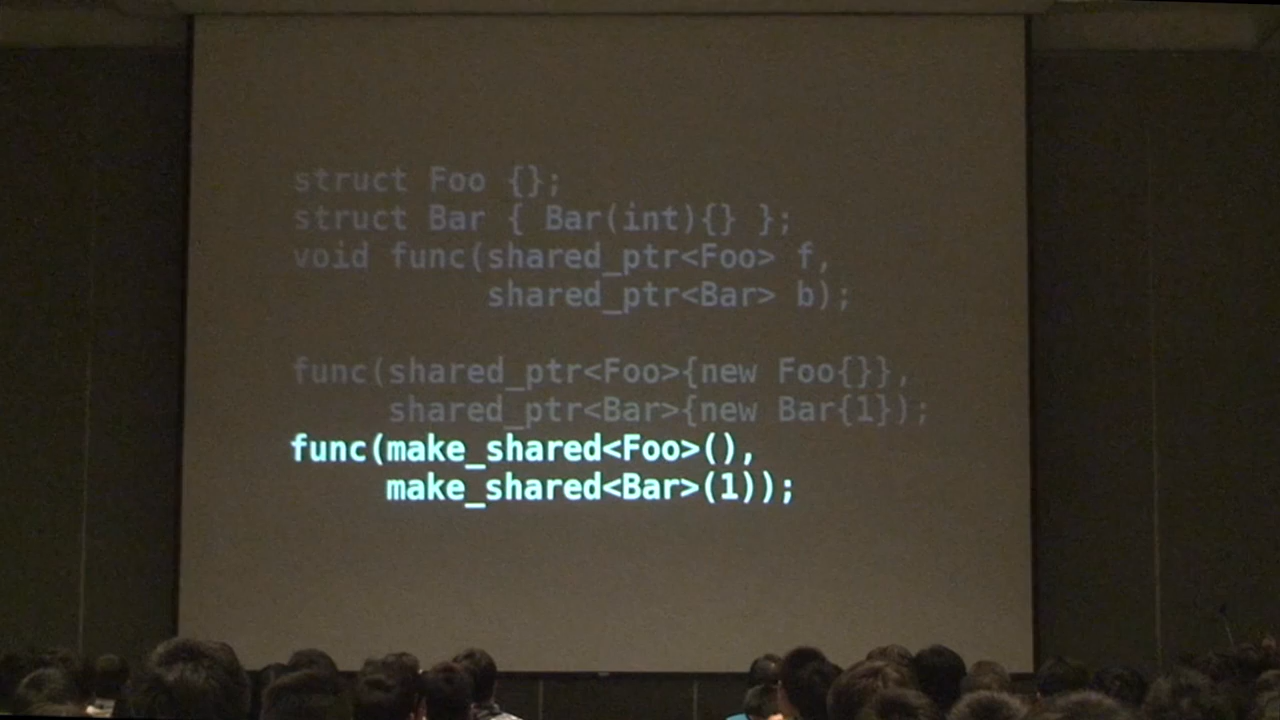 struct Foo {};
struct Bar { Bar(int){} };
void func(shared_ptr<Foo> f,
shared_ptr<Bar> b);
func(shared_ptr<Foo>{new Foo{}},
shared_ptr<Bar>{new Bar{1});
func(make_shared<Foo>(),
make_shared<Bar>(1));